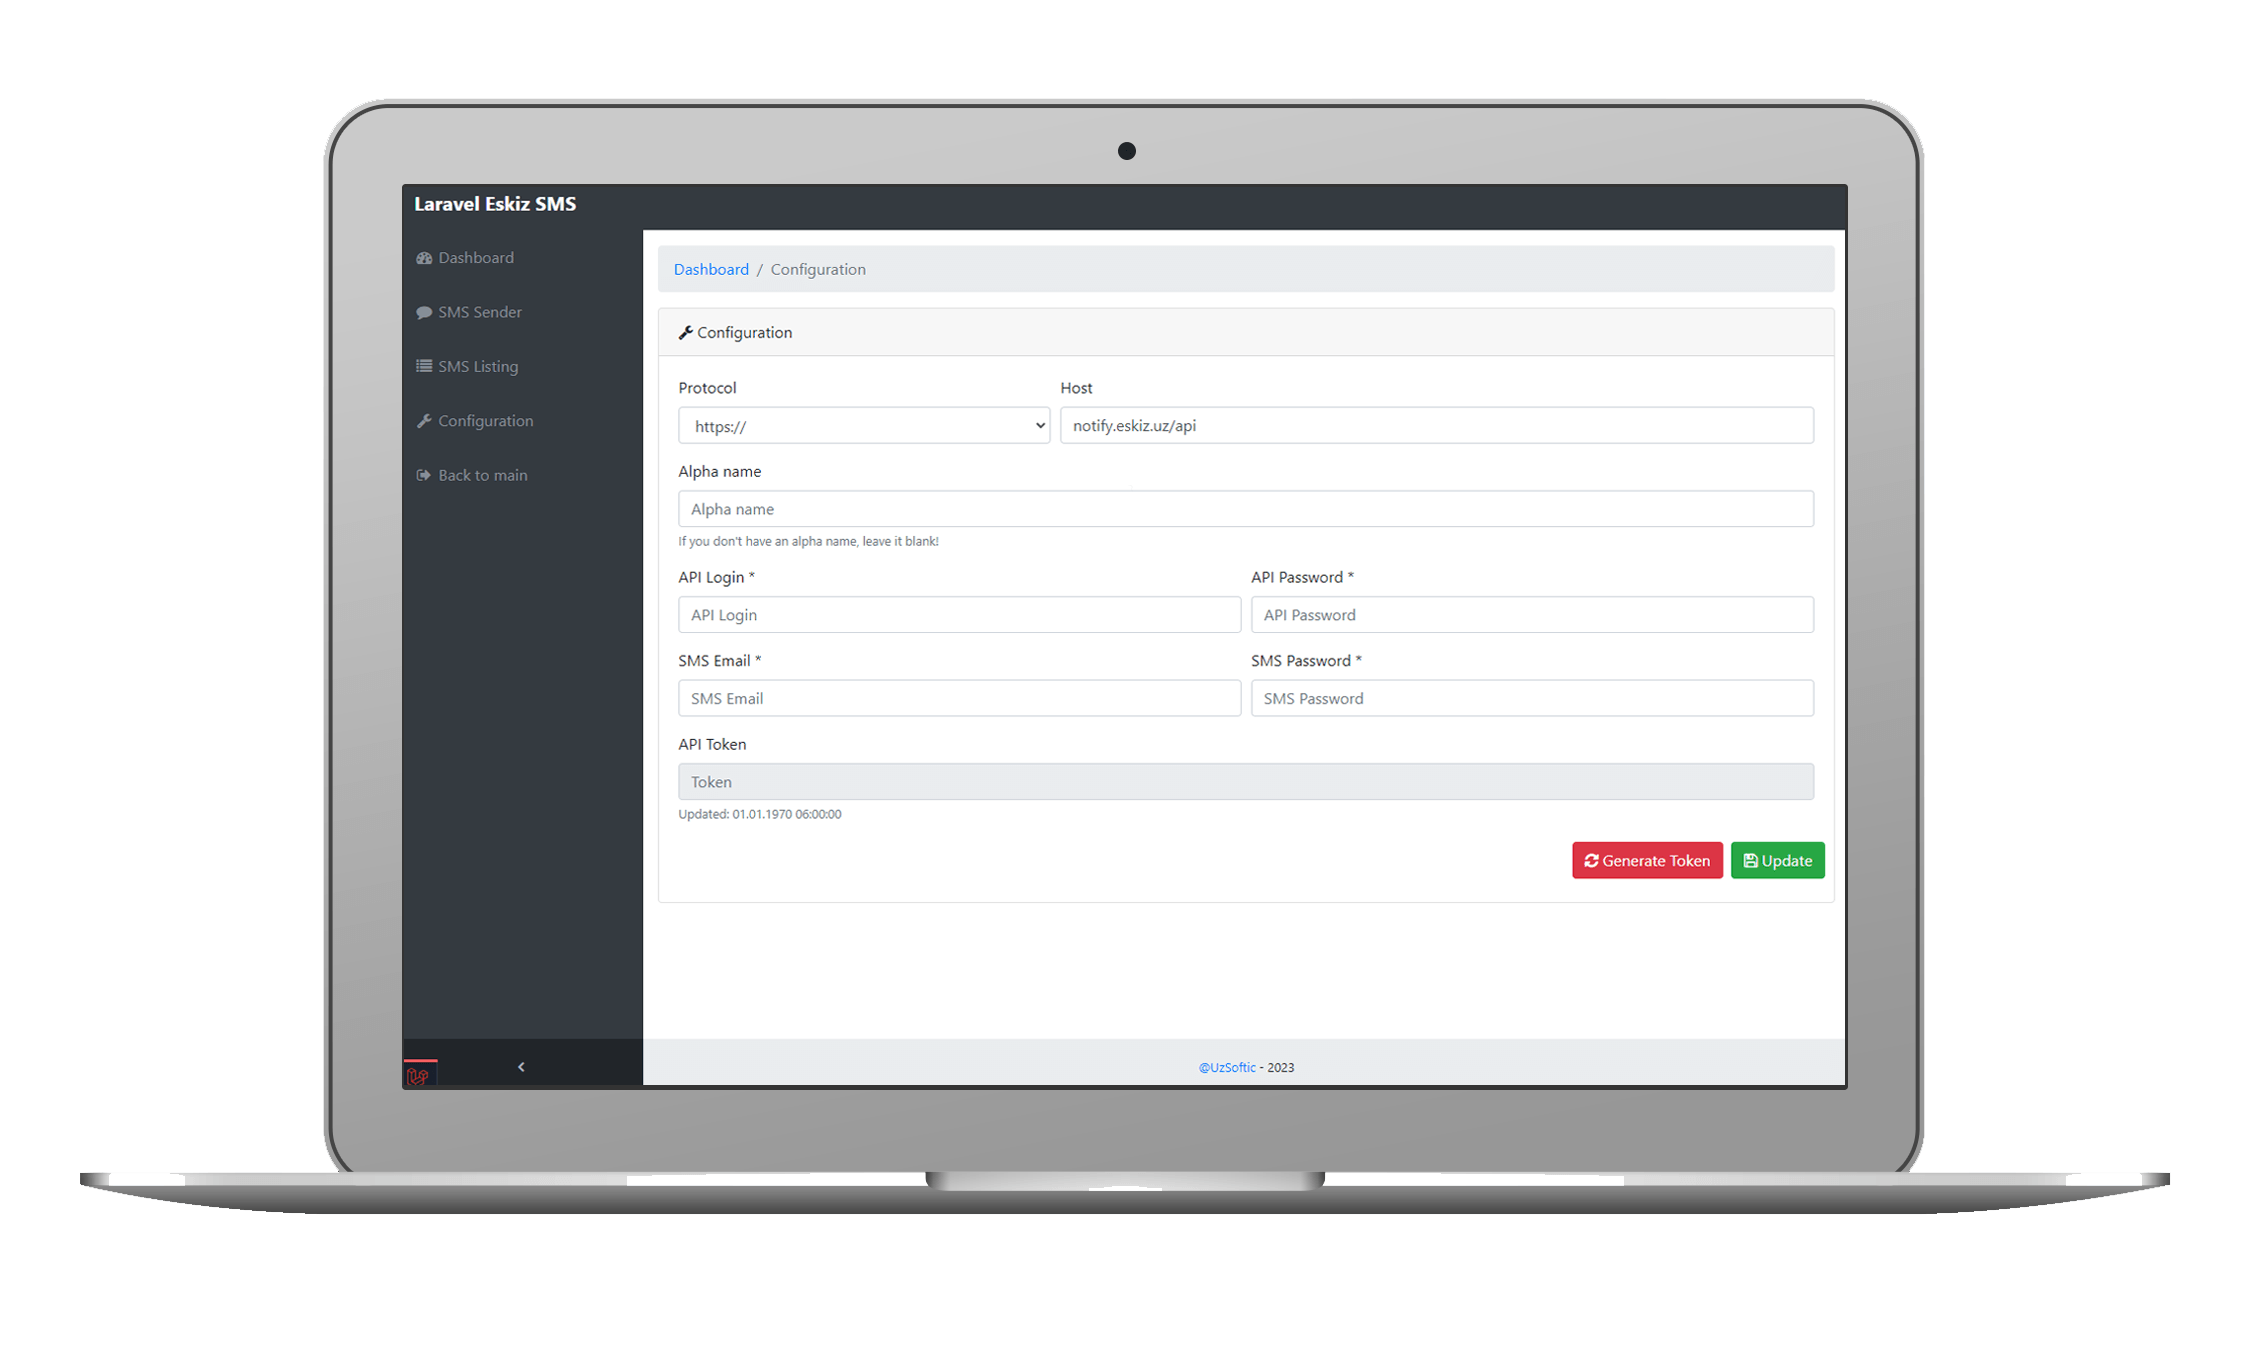 Laravel Eskiz SMS
Dashboard
SMS Sender
SMS Listing
Configuration
Back to main
Dashboard / Configuration
Configuration
Protocol Host
https:// notify.eskiz.uz/api
Alpha name
Alpha name
If you don't have an alpha name, leave it blank!
API Login * API Password *
API Login API Password
SMS Email * SMS Password *
SMS Email SMS Password
API Token
Token
Updated: 01.01.1970 06:00:00
Generate Token Update
@UzSoftic - 2023